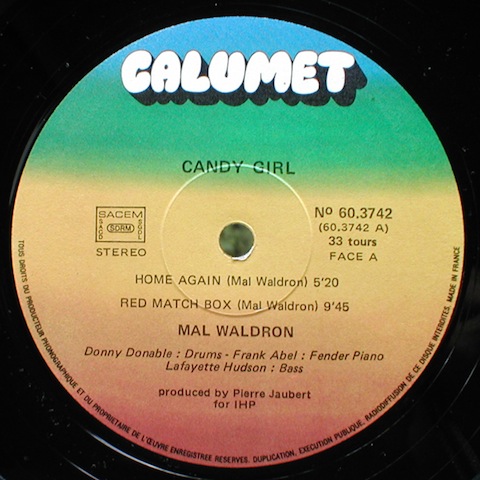 CALUMET
CANDY GIRL
SACEM
SACD
SDRM
SGDL
STEREO
Nº 60.3742
(60.3742 A)
33 tours
FACE A
HOME AGAIN (Mal Waldron) 5'20
RED MATCH BOX (Mal Waldron) 9'45
MAL WALDRON
Donny Donable : Drums - Frank Abel : Fender Piano
Lafayette Hudson : Bass
produced by Pierre Jaubert
for IHP
TOUS DROITS DU PRODUCTEUR PHONOGRAPHIQUE ET DU PROPRIETAIRE DE L'ŒUVRE ENREGISTREE RESERVES. DUPLICATION, EXECUTION PUBLIQUE, RADIODIFFUSION DE CE DISQUE INTERDITES. MADE IN FRANCE